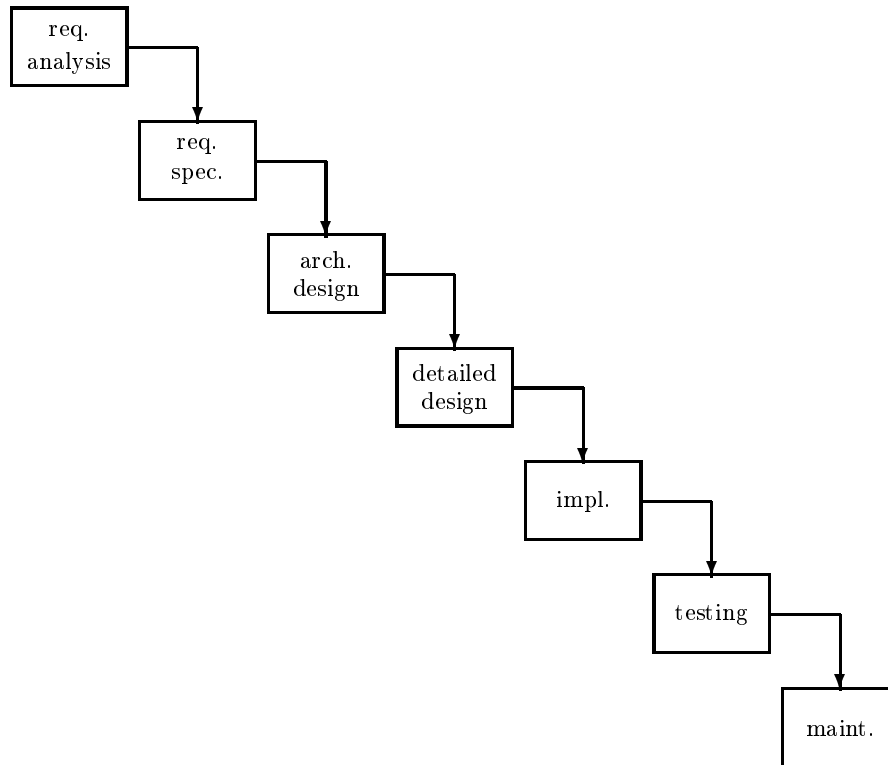 req.
analysis
req.
spec.
arch.
design
detailed
design
impl.
testing
maint.